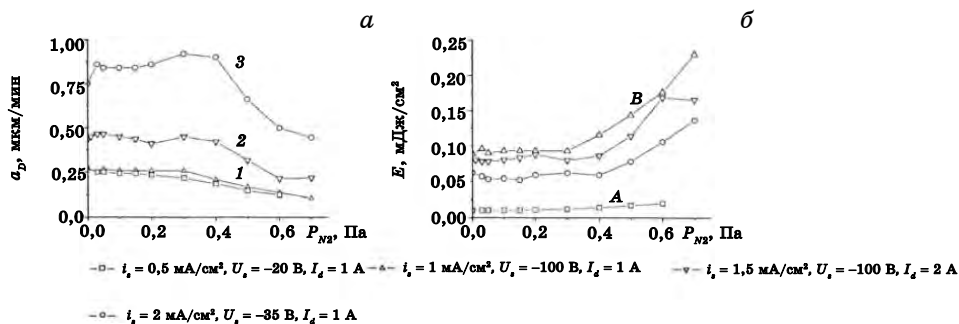 а
б
1,00
0,75
0,50
0,25
0,0
a_D, мкм/мин
3
2
1
0,0 0,2 0,4 0,6 P_N2, Па
0,25
0,20
0,15
0,10
0,05
0,00
E, мДж/см²
B
A
0,0 0,2 0,4 0,6 P_N2, Па
i_s = 0,5 мА/см², U_s = −20 В, I_d = 1 А
i_s = 1 мА/см², U_s = −100 В, I_d = 1 А
i_s = 1,5 мА/см², U_s = −100 В, I_d = 2 А
i_s = 2 мА/см², U_s = −35 В, I_d = 1 А